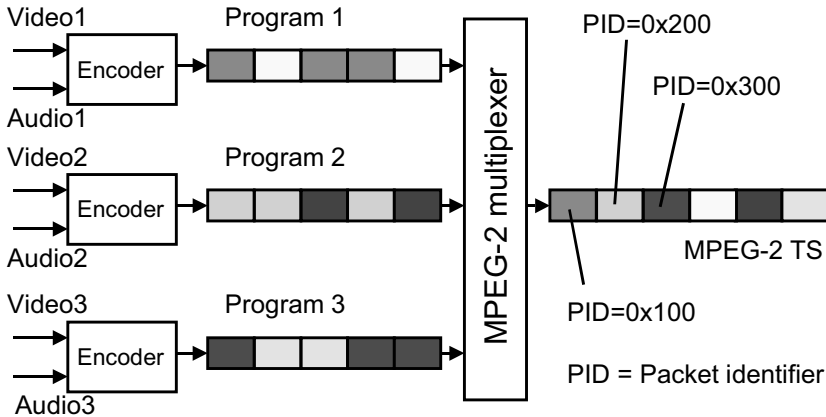 Video1
Program 1
Encoder
Audio1
Video2
Program 2
Encoder
Audio2
Video3
Program 3
Encoder
Audio3
MPEG-2 multiplexer
PID=0x200
PID=0x300
MPEG-2 TS
PID=0x100
PID = Packet identifier